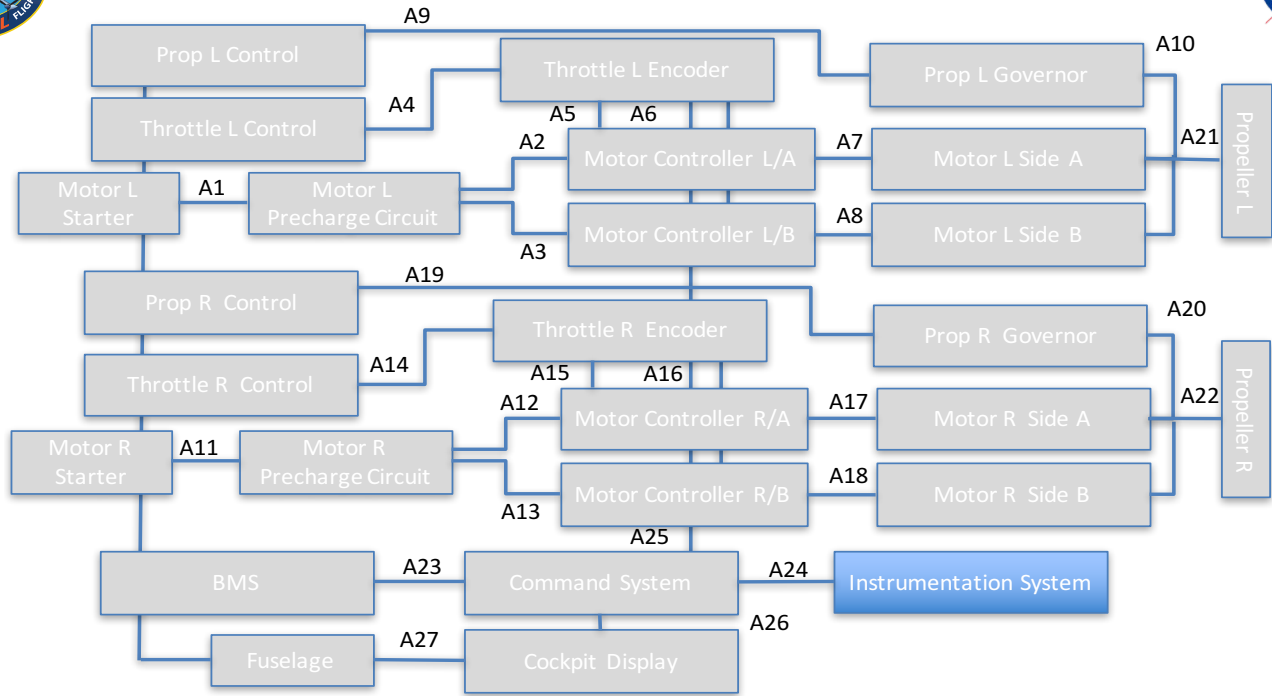 FLIGH
A9
Prop L Control
Throttle L Encoder
A10
Prop L Governor
A4
A5
A6
Throttle L Control
A2
Motor Controller L/A
A7
Motor L Side A
A21
Propeller L
Motor L
Starter
A1
Motor L
Precharge Circuit
A3
Motor Controller L/B
A8
Motor L Side B
A19
Prop R Control
Throttle R Encoder
A20
Prop R Governor
A14
A15
A16
Throttle R Control
A12
Motor Controller R/A
A17
Motor R Side A
A22
Propeller R
Motor R
Starter
A11
Motor R
Precharge Circuit
A13
Motor Controller R/B
A18
Motor R Side B
A25
BMS
A23
Command System
A24
Instrumentation System
A26
Fuselage
A27
Cockpit Display